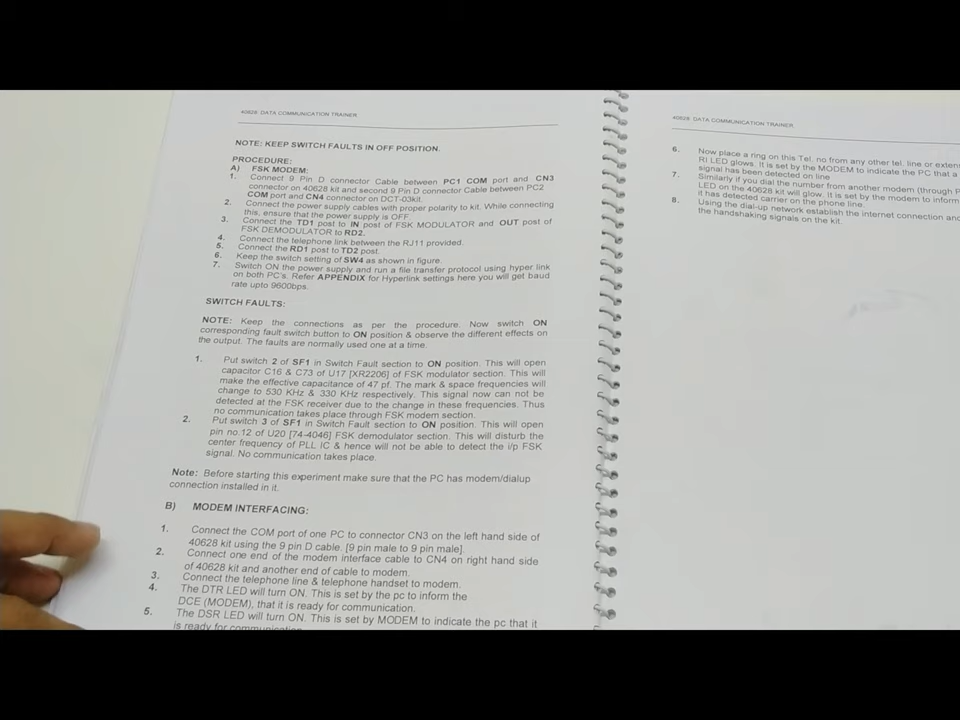 40628: DATA COMMUNICATION TRAINER.
NOTE: KEEP SWITCH FAULTS IN OFF POSITION.
PROCEDURE:
A) FSK MODEM:
1. Connect 9 Pin D connector Cable between PC1 COM port and CN3
connector on 40628 kit and second 9 Pin D connector Cable between PC2
COM port and CN4 connector on DCT-03kit.
2. Connect the power supply cables with proper polarity to kit. While connecting
this, ensure that the power supply is OFF.
3. Connect the TD1 post to IN post of FSK MODULATOR and OUT post of
FSK DEMODULATOR to RD2.
4. Connect the telephone link between the RJ11 provided.
5. Connect the RD1 post to TD2 post.
6. Keep the switch setting of SW4 as shown in figure.
7. Switch ON the power supply and run a file transfer protocol using hyper link
on both PC's. Refer APPENDIX for Hyperlink settings here you will get baud
rate upto 9600bps.
SWITCH FAULTS:
NOTE: Keep the connections as per the procedure. Now switch ON
corresponding fault switch button to ON position & observe the different effects on
the output. The faults are normally used one at a time.
1. Put switch 2 of SF1 in Switch Fault section to ON position. This will open
capacitor C16 & C73 of U17 [XR2206] of FSK modulator section. This will
make the effective capacitance of 47 pf. The mark & space frequencies will
change to 530 KHz & 330 KHz respectively. This signal now can not be
detected at the FSK receiver due to the change in these frequencies. Thus
no communication takes place through FSK modem section.
2. Put switch 3 of SF1 in Switch Fault section to ON position. This will open
pin no.12 of U20 [74-4046] FSK demodulator section. This will disturb the
center frequency of PLL IC & hence will not be able to detect the i/p FSK
signal. No communication takes place.
Note: Before starting this experiment make sure that the PC has modem/dialup
connection installed in it.
B) MODEM INTERFACING:
1. Connect the COM port of one PC to connector CN3 on the left hand side of
40628 kit using the 9 pin D cable. [9 pin male to 9 pin male].
2. Connect one end of the modem interface cable to CN4 on right hand side
of 40628 kit and another end of cable to modem.
3. Connect the telephone line & telephone handset to modem.
4. The DTR LED will turn ON. This is set by the pc to inform the
DCE (MODEM), that it is ready for communication.
5. The DSR LED will turn ON. This is set by MODEM to indicate the pc that it
is ready for communication.
40628: DATA COMMUNICATION TRAINER.
6. Now place a ring on this Tel. no from any other tel. line or exten
RI LED glows. It is set by the MODEM to indicate the PC that a
signal has been detected on line
7. Similarly if you dial the number from another modem (through P
LED on the 40628 kit will glow. It is set by the modem to inform
it has detected carrier on the phone line.
8. Using the dial-up network establish the internet connection and
the handshaking signals on the kit.